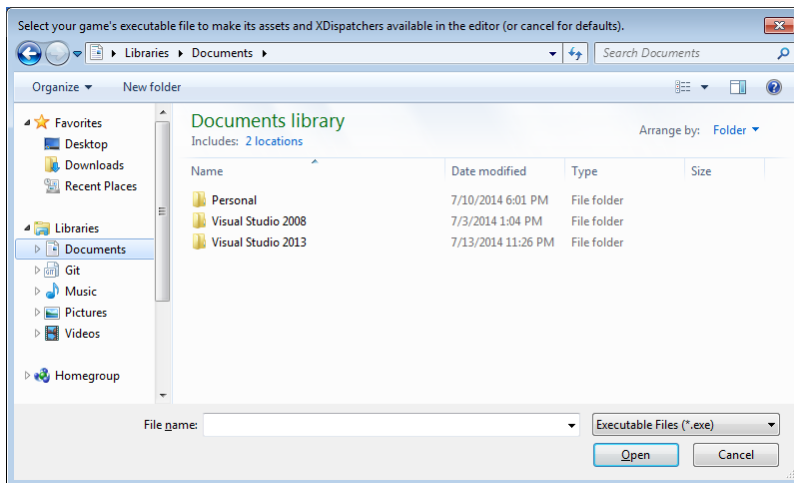 Select your game's executable file to make its assets and XDispatchers available in the editor (or cancel for defaults).
Libraries Documents Search Documents
Organize New folder
Favorites
Desktop
Downloads
Recent Places
Libraries
Documents
Git
Music
Pictures
Videos
Homegroup
Documents library
Includes: 2 locations
Arrange by: Folder
Name Date modified Type Size
Personal 7/10/2014 6:01 PM File folder
Visual Studio 2008 7/3/2014 1:04 PM File folder
Visual Studio 2013 7/13/2014 11:26 PM File folder
File name: Executable Files (*.exe)
Open Cancel